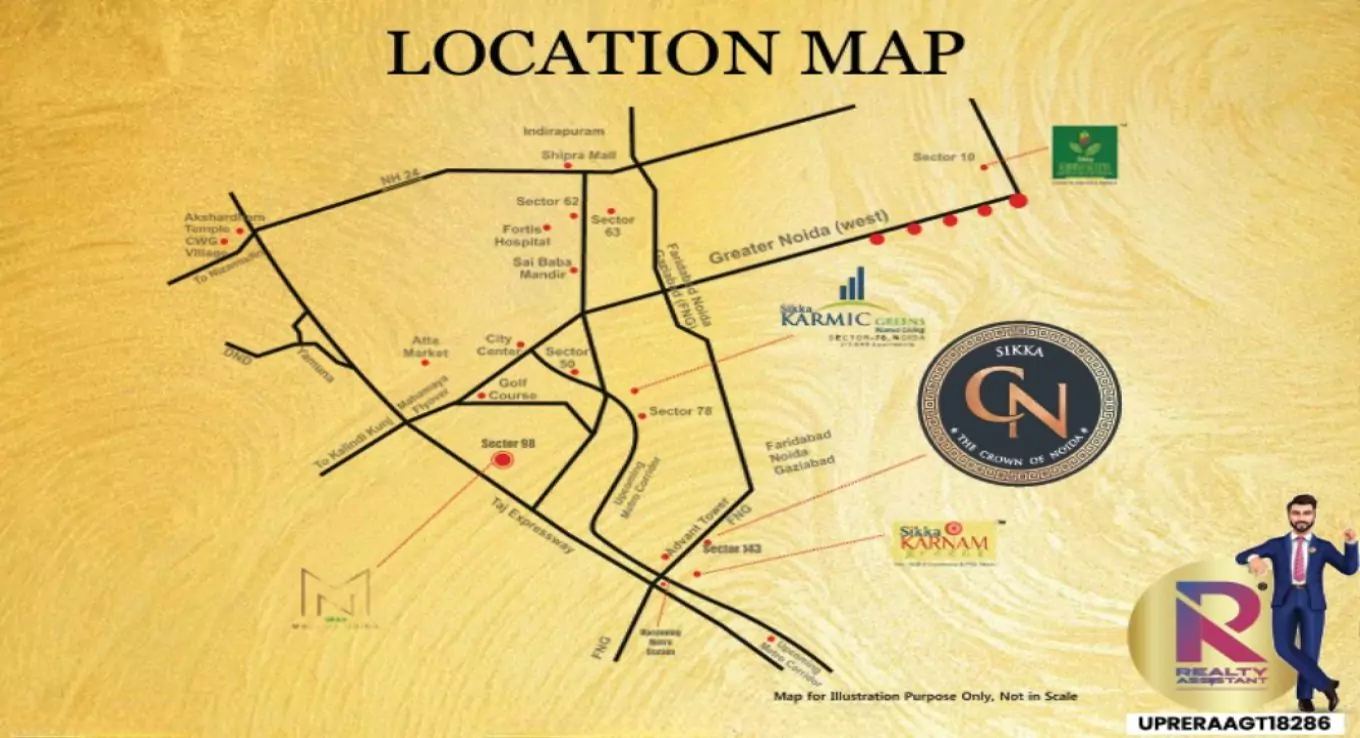 LOCATION MAP
Indirapuram
Shipra Mall
NH 24
Sector 10
Sikka
Sector 62
Sector
63
Akshardham
Temple
CWG
Village
To Nizamudin
Fortis
Hospital
Greater Noida (west)
Sai Baba
Mandir
Faridabad Noida
Gaziabad (FNG)
Sikka
KARMIC GREENS
SECTOR-78, NOIDA
SIKKA
CN
THE CROWN OF NOIDA
DND
Yamuna
Atta
Market
City
Center
Sector
50
Golf
Course
Mahamaya
Flyover
To Kalindi Kunj
Sector 78
Sector 98
Faridabad
Noida
Gaziabad
Upcoming
Metro Corridor
Taj Expressway
Advant Tower
FNG
Sector 143
Sikka
KARNAM
GREENS
FNG
Upcoming
Metro
Station
Upcoming
Metro Corridor
Map for Illustration Purpose Only, Not in Scale
R
REALTY
ASSISTANT
UPRERAAGT18286